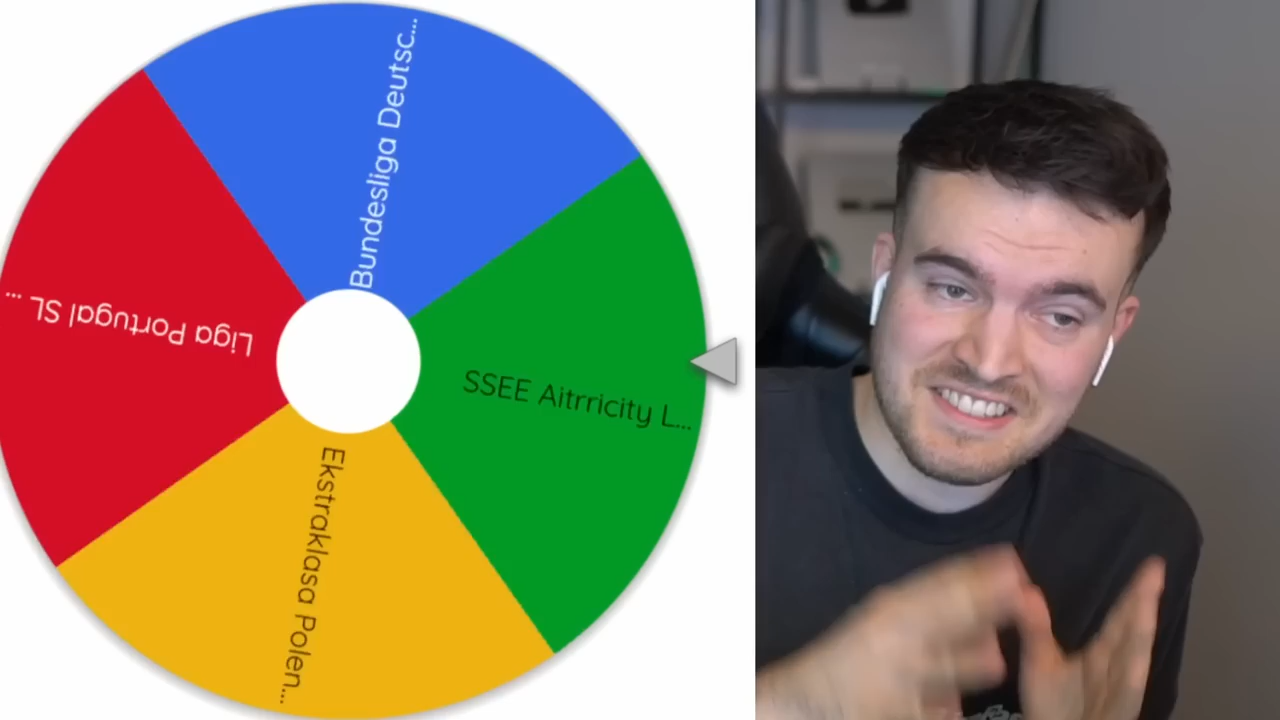 Bundesliga Deutsc...
Liga Portugal SL ...
SSEE Aitrricity L...
Ekstraklasa Polen...